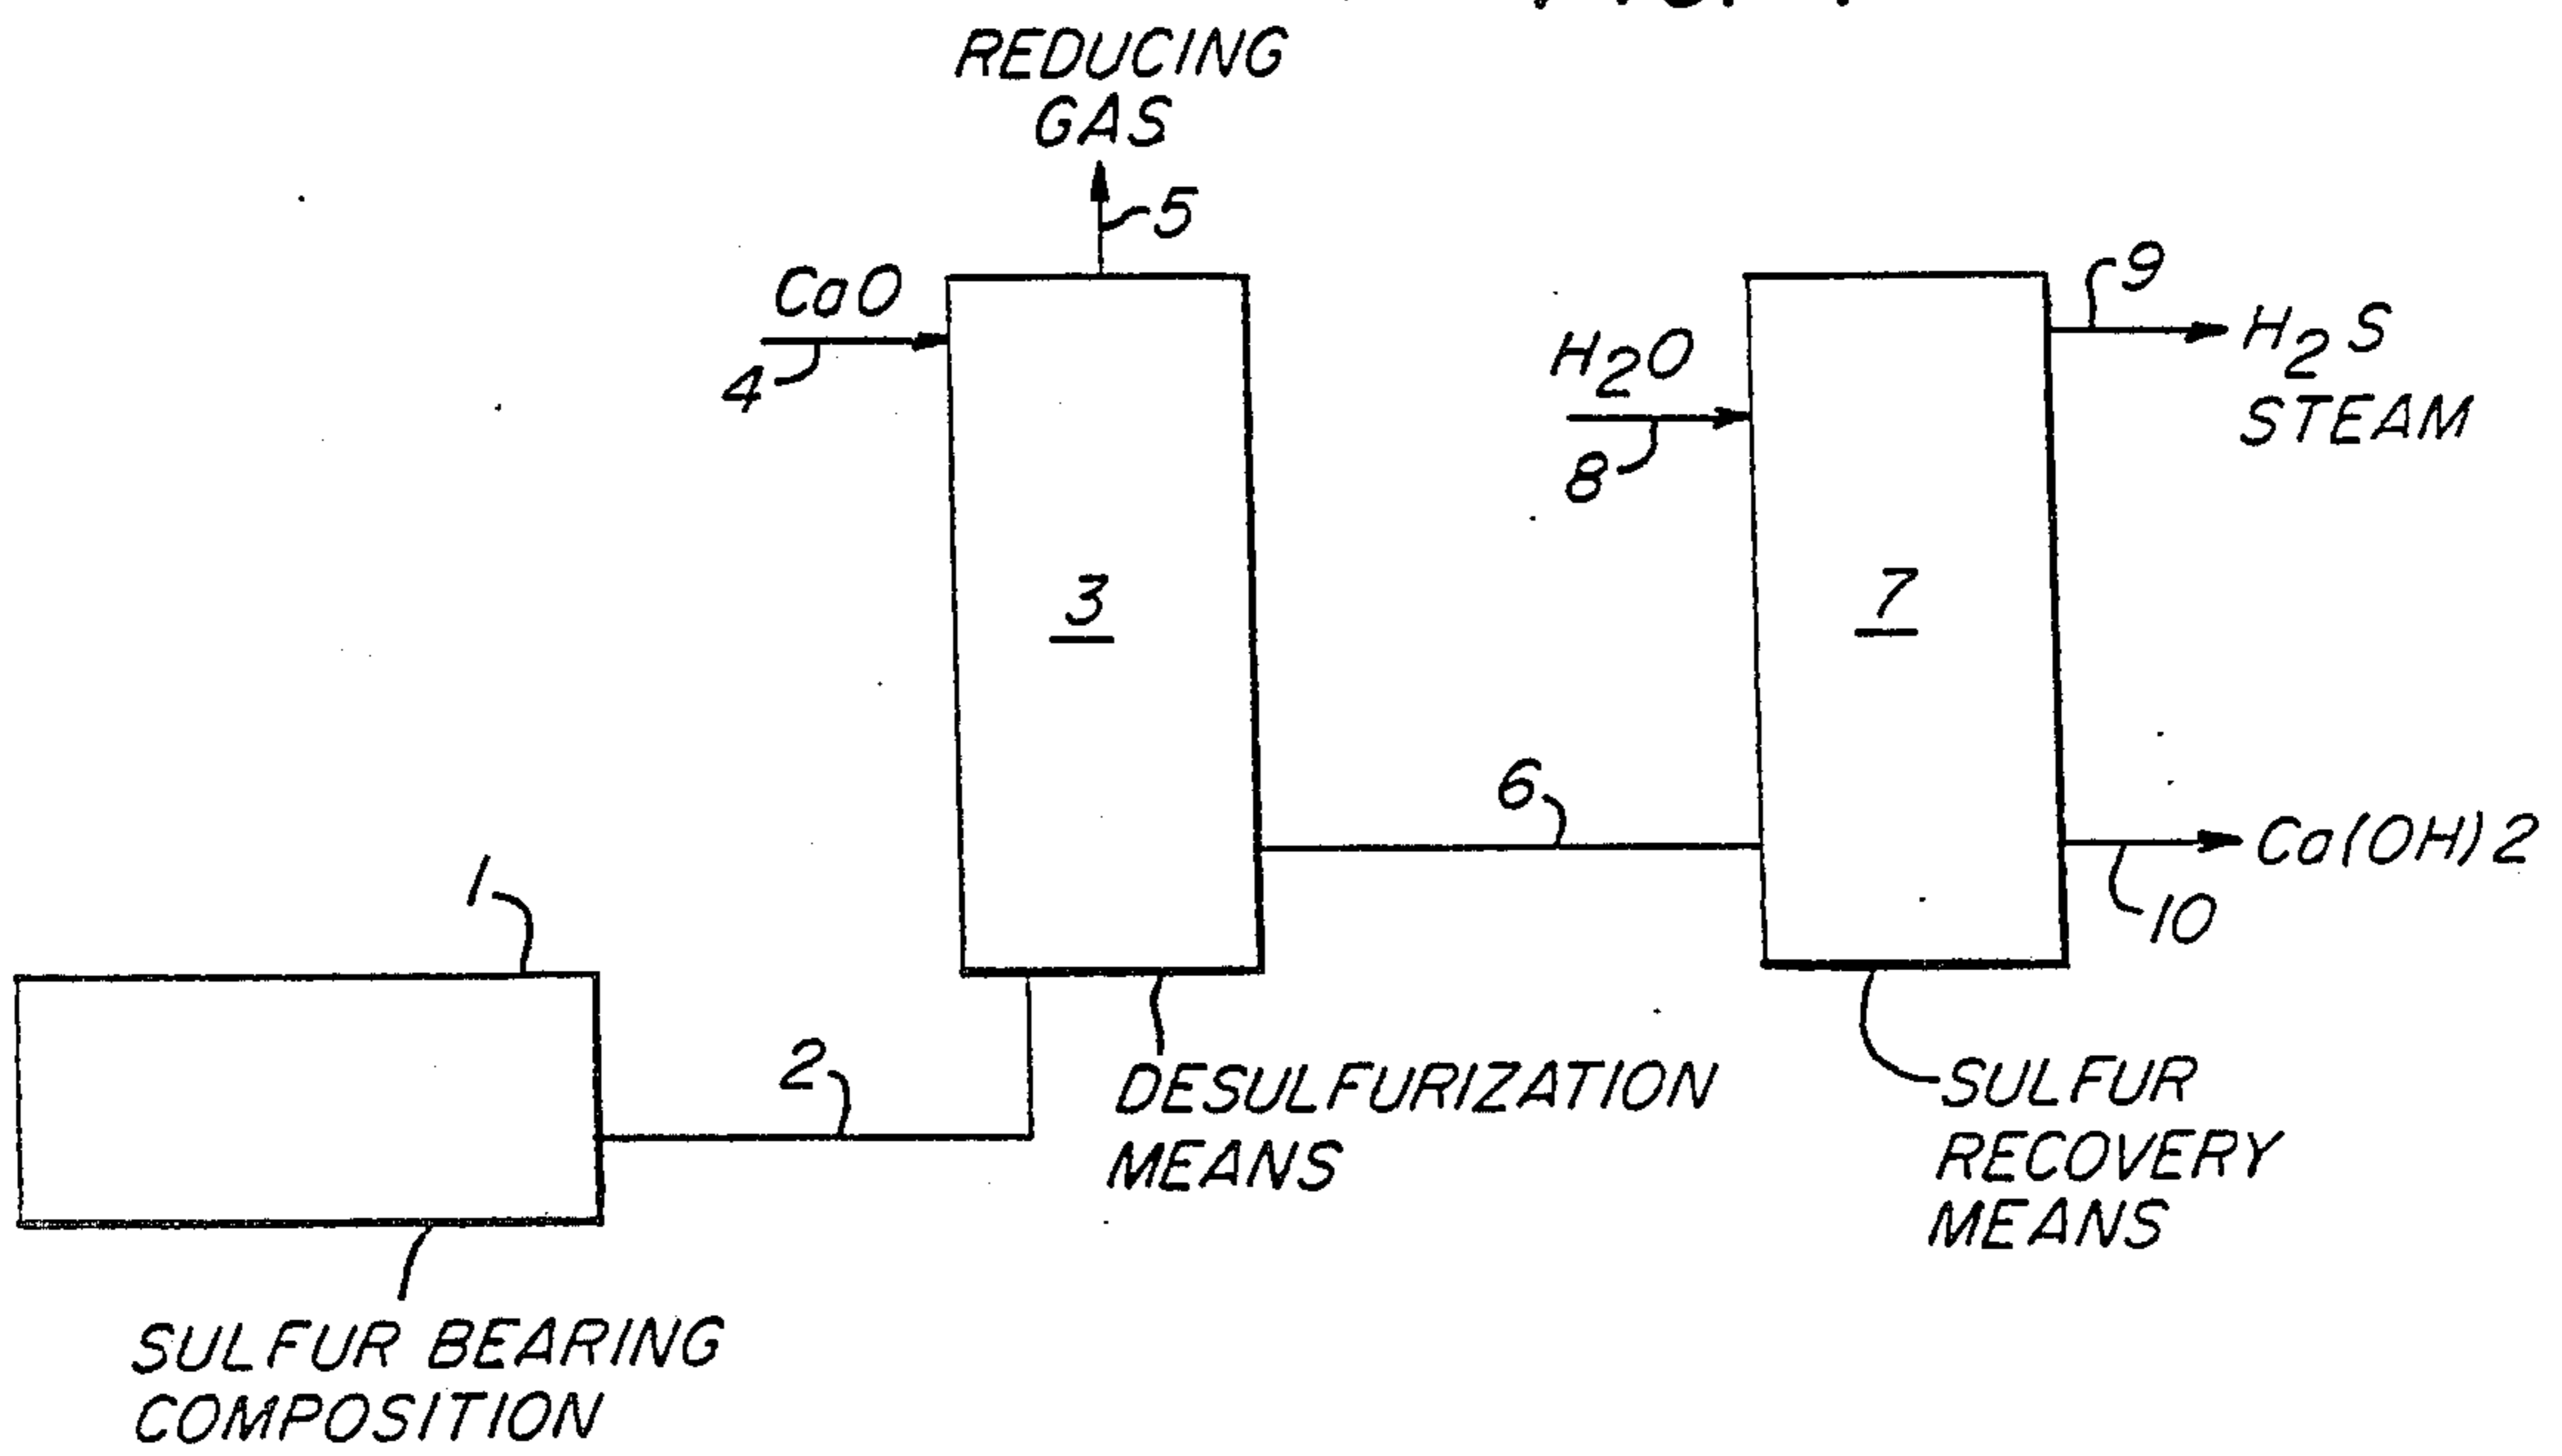 REDUCING
GAS
5
CaO
4
3
H2O
8
7
9
H2S
STEAM
6
Ca(OH)2
10
1
2
DESULFURIZATION
MEANS
SULFUR
RECOVERY
MEANS
SULFUR BEARING
COMPOSITION